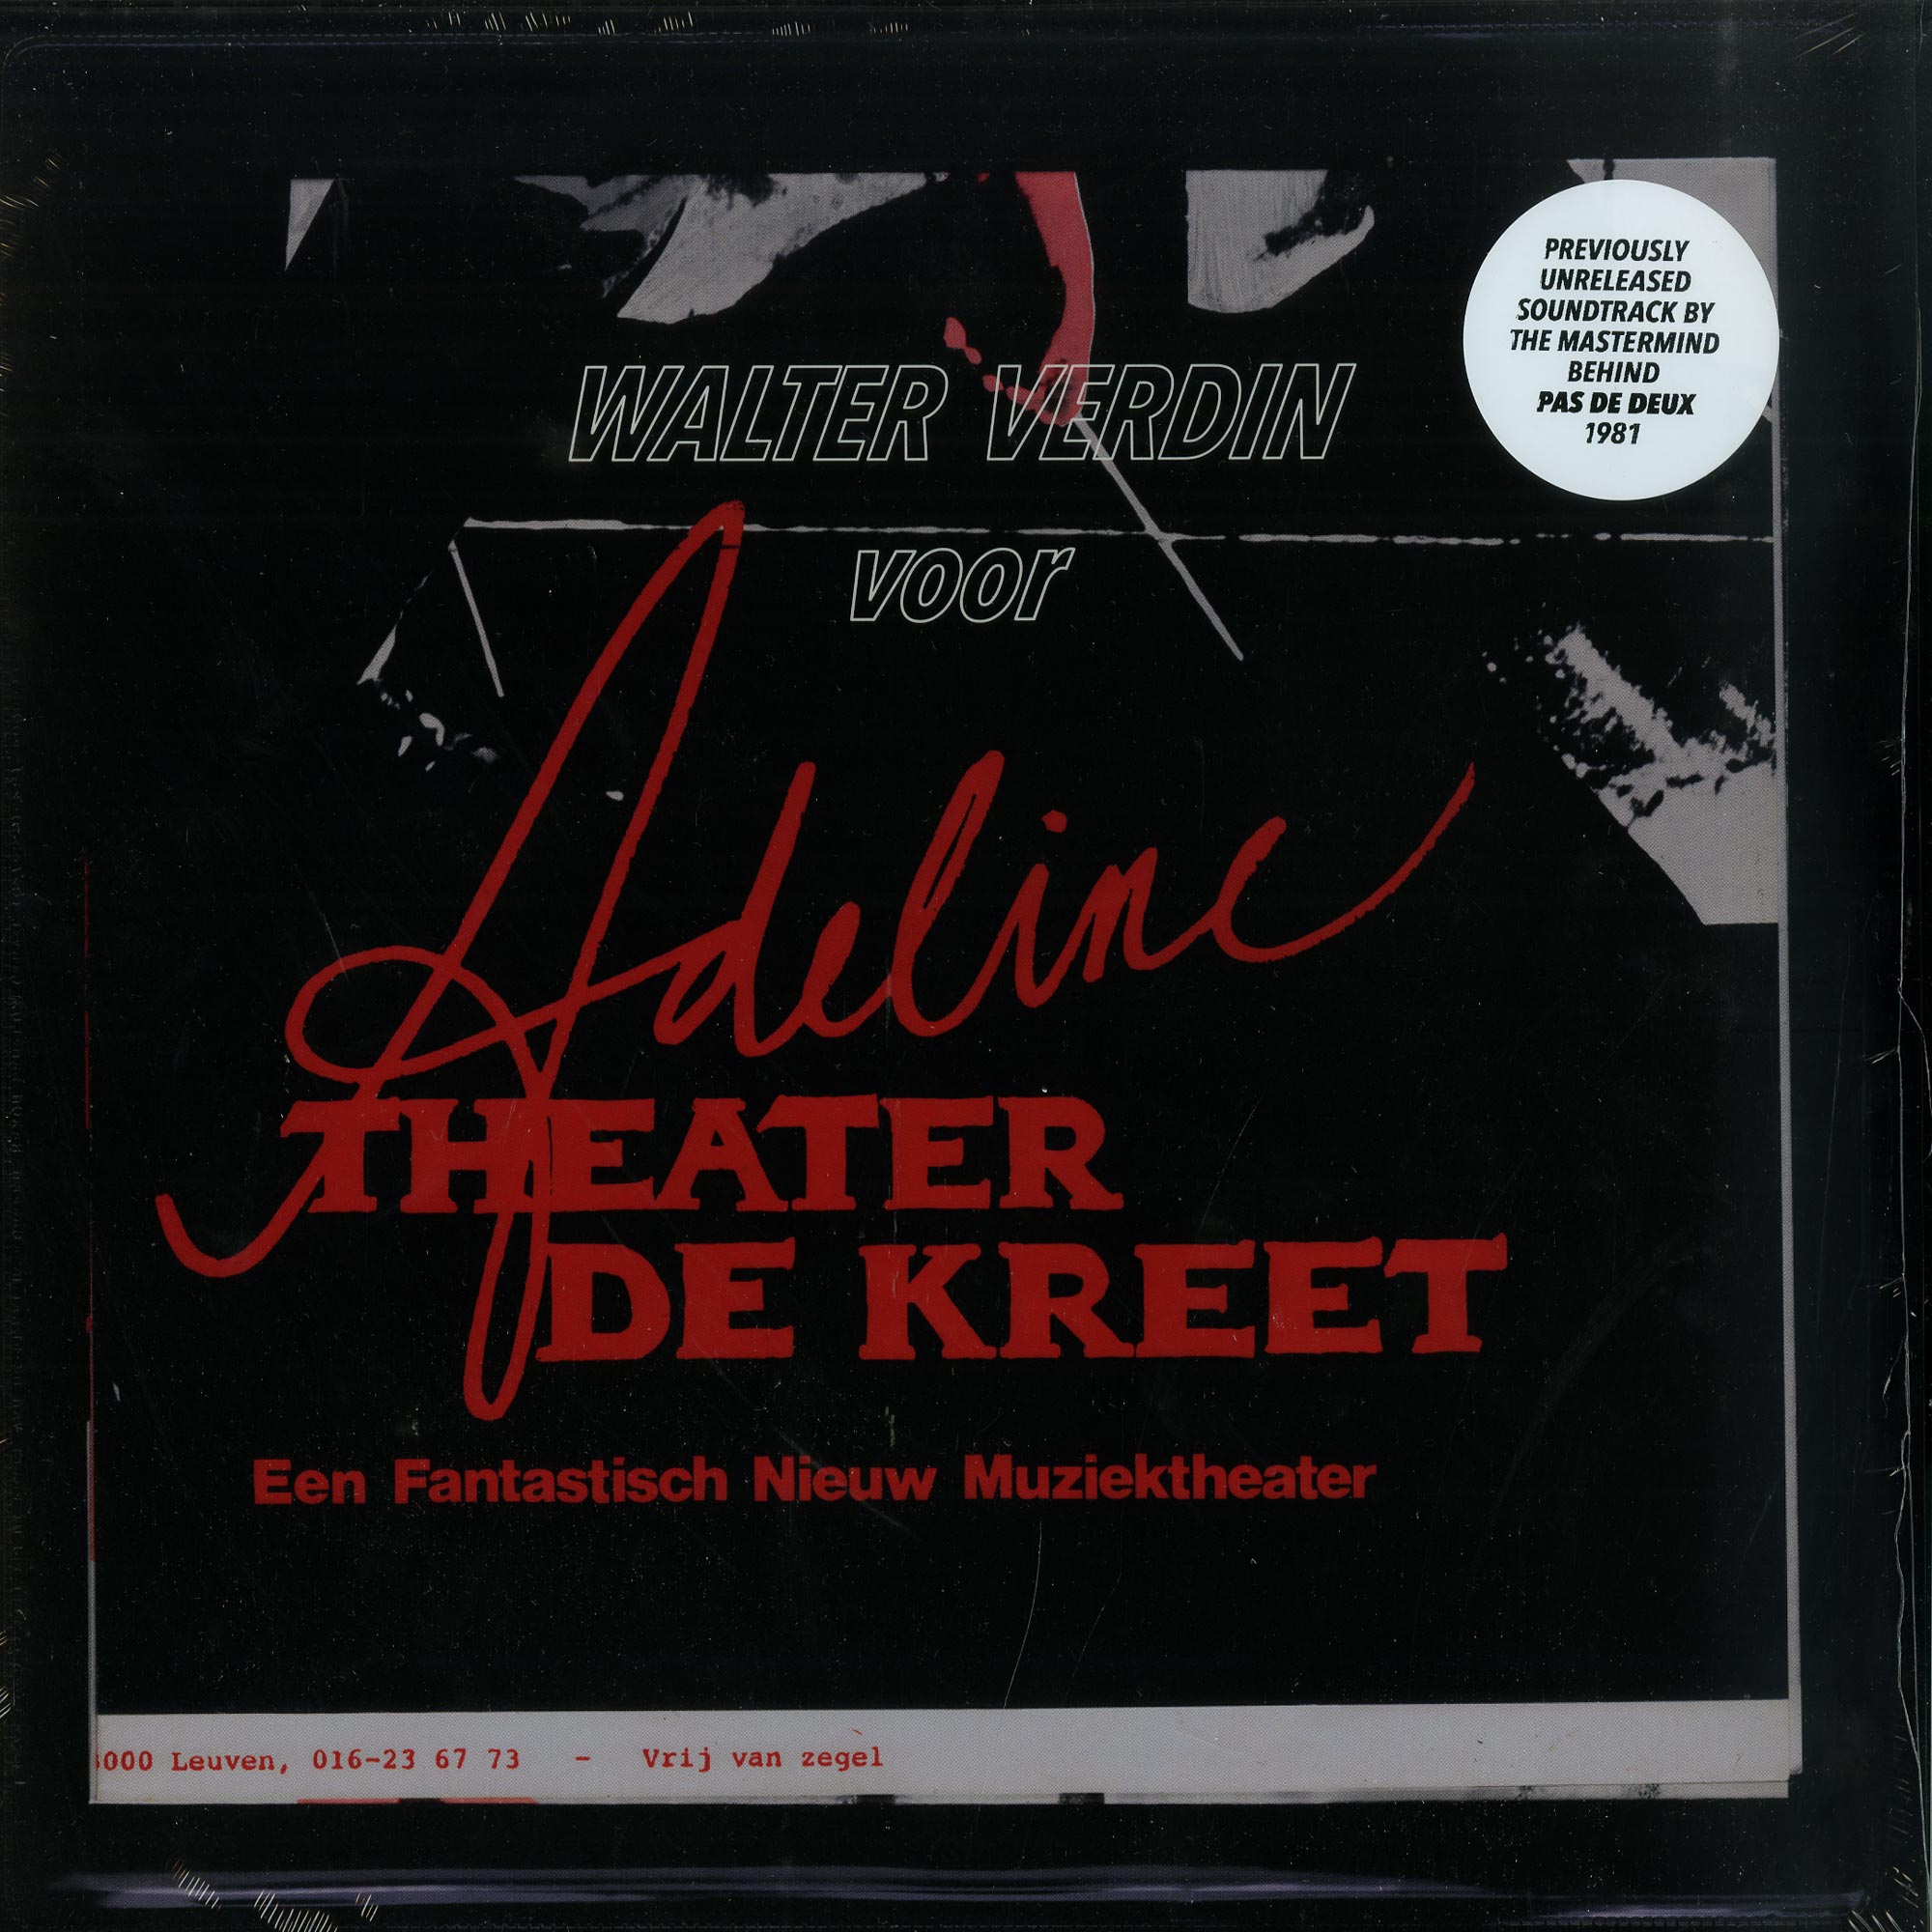 PREVIOUSLY
UNRELEASED
SOUNDTRACK BY
THE MASTERMIND
BEHIND
PAS DE DEUX
1981
WALTER VERDIN
voor
Adeline
THEATER
DE KREET
Een Fantastisch Nieuw Muziektheater
000 Leuven, 016-23 67 73 - Vrij van zegel